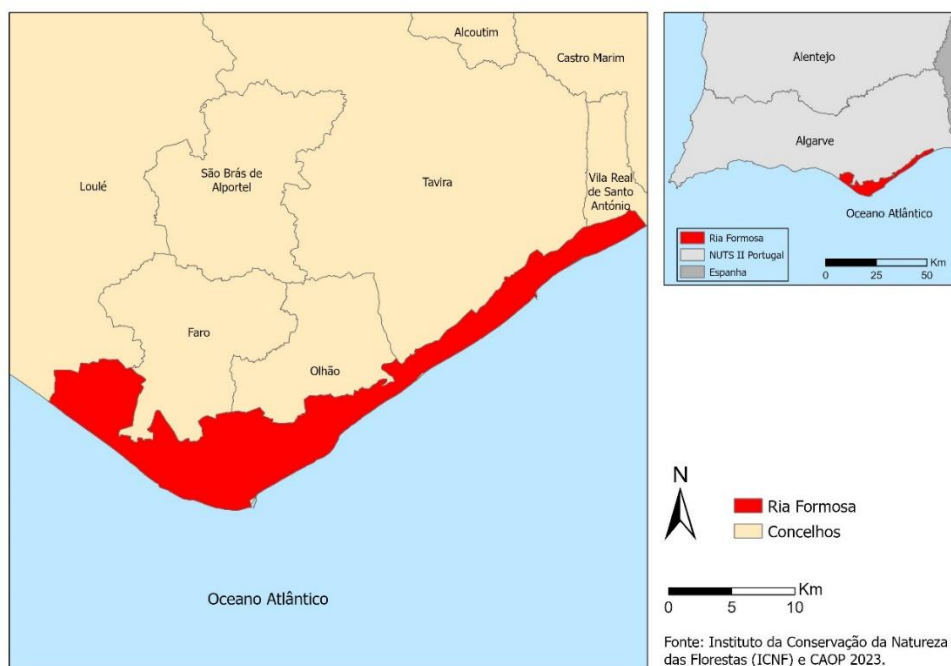 Alcoutim
Castro Marim
São Brás de
Alportel
Loulé
Tavira
Vila Real
de Santo
António
Faro
Olhão
Oceano Atlântico
Alentejo
Algarve
Oceano Atlântico
Ria Formosa
NUTS II Portugal
Espanha
Km
0 25 50
N
Ria Formosa
Concelhos
Km
0 5 10
Fonte: Instituto da Conservação da Natureza
das Florestas (ICNF) e CAOP 2023.